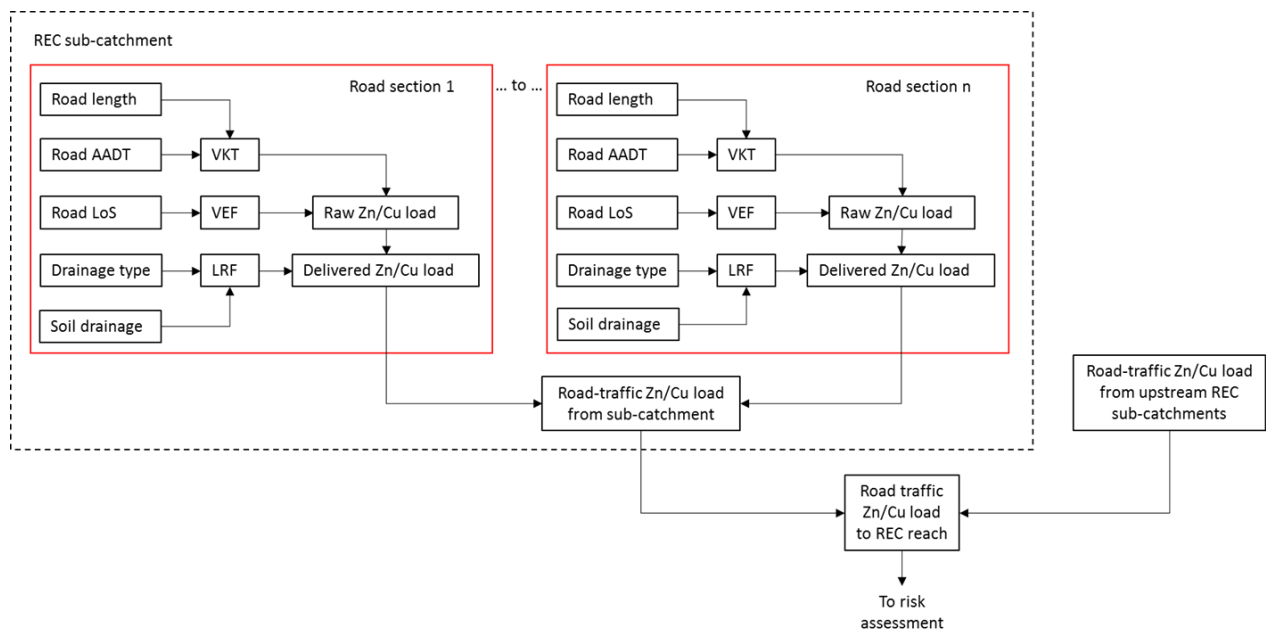 REC sub-catchment
Road section 1
Road length
Road AADT
VKT
Road LoS
VEF
Raw Zn/Cu load
Drainage type
LRF
Delivered Zn/Cu load
Soil drainage
... to ...
Road section n
Road length
Road AADT
VKT
Road LoS
VEF
Raw Zn/Cu load
Drainage type
LRF
Delivered Zn/Cu load
Soil drainage
Road-traffic Zn/Cu load
from sub-catchment
Road-traffic Zn/Cu load
from upstream REC
sub-catchments
Road traffic
Zn/Cu load
to REC reach
To risk
assessment